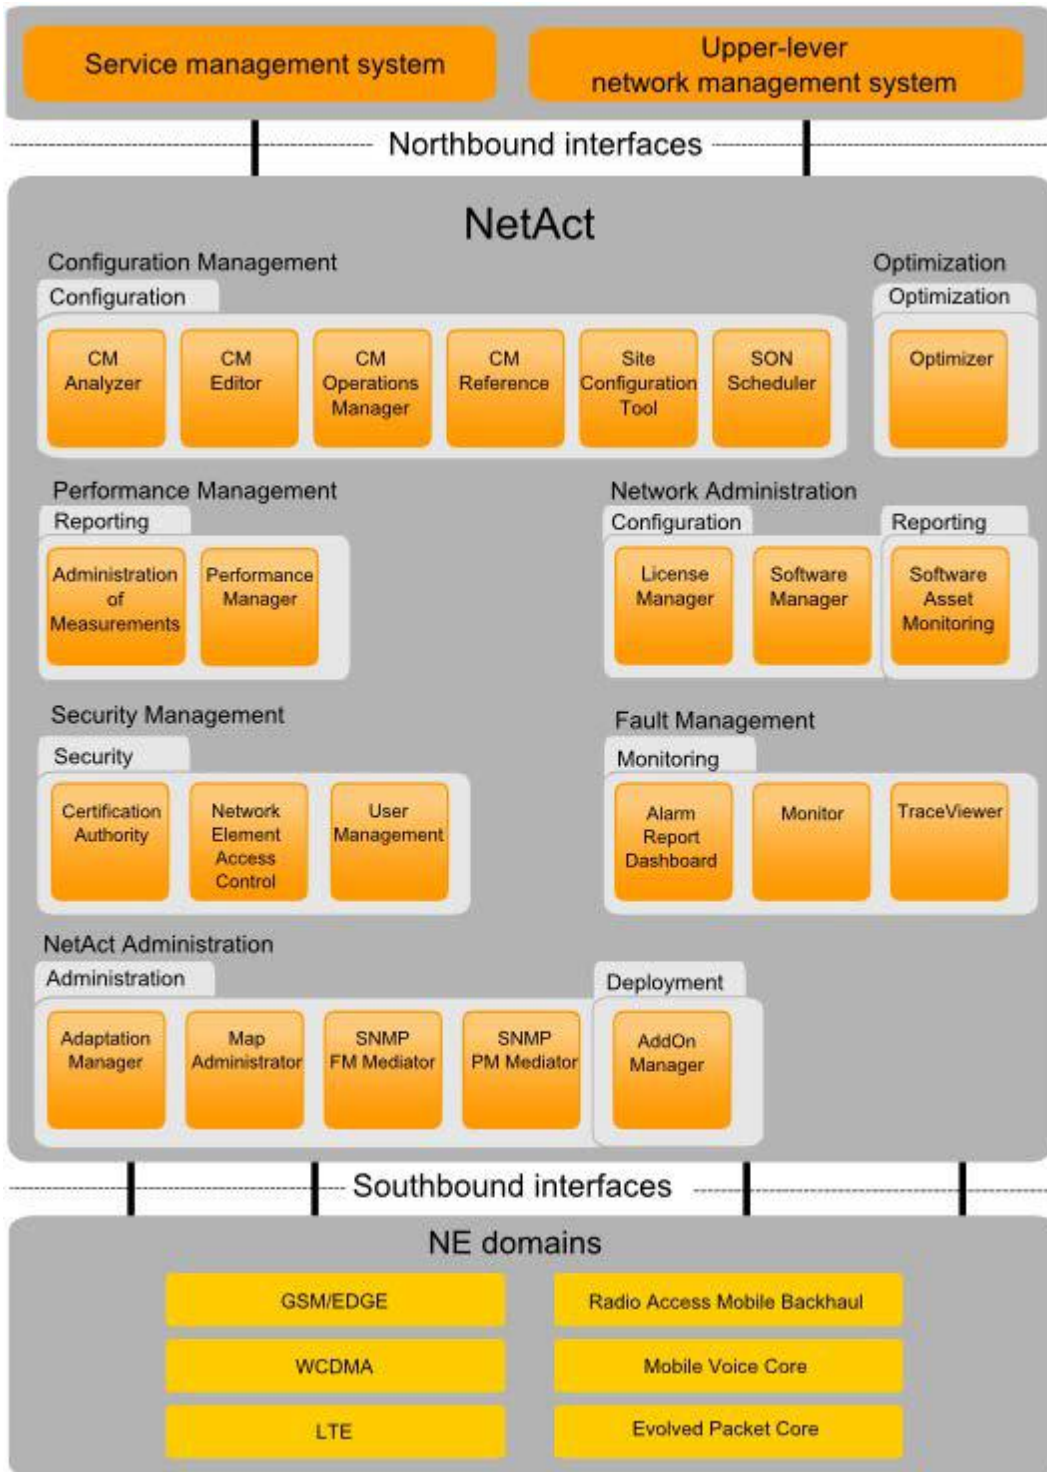 Service management system
Upper-lever
network management system
Northbound interfaces
NetAct
Configuration Management
Configuration
CM
Analyzer
CM
Editor
CM
Operations
Manager
CM
Reference
Site
Configuration
Tool
SON
Scheduler
Optimization
Optimization
Optimizer
Performance Management
Reporting
Administration
of
Measurements
Performance
Manager
Network Administration
Configuration
License
Manager
Software
Manager
Reporting
Software
Asset
Monitoring
Security Management
Security
Certification
Authority
Network
Element
Access
Control
User
Management
Fault Management
Monitoring
Alarm
Report
Dashboard
Monitor
TraceViewer
NetAct Administration
Administration
Adaptation
Manager
Map
Administrator
SNMP
FM Mediator
SNMP
PM Mediator
Deployment
AddOn
Manager
Southbound interfaces
NE domains
GSM/EDGE
Radio Access Mobile Backhaul
WCDMA
Mobile Voice Core
LTE
Evolved Packet Core